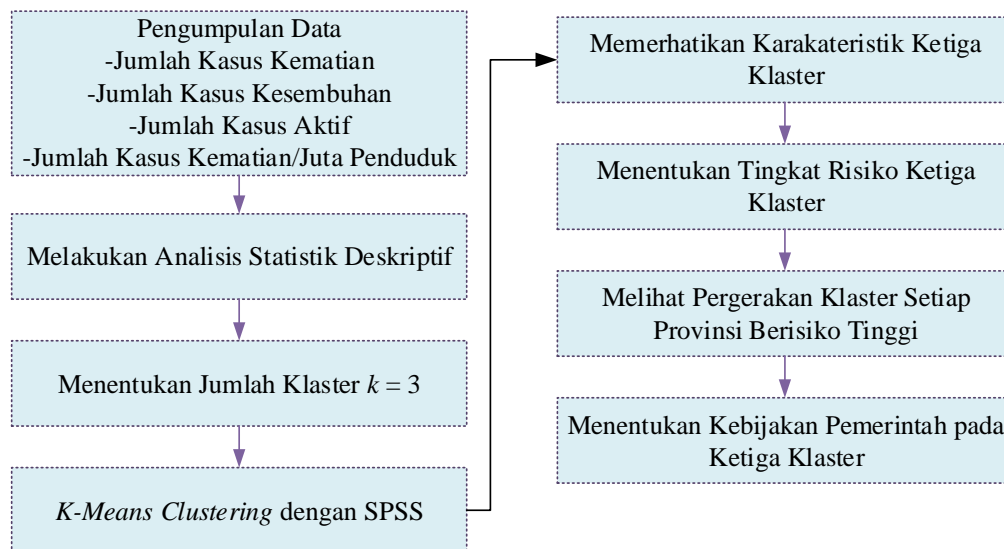 Pengumpulan Data
-Jumlah Kasus Kematian
-Jumlah Kasus Kesembuhan
-Jumlah Kasus Aktif
-Jumlah Kasus Kematian/Juta Penduduk
Melakukan Analisis Statistik Deskriptif
Menentukan Jumlah Klaster k = 3
K-Means Clustering dengan SPSS
Memerhatikan Karakateristik Ketiga
Klaster
Menentukan Tingkat Risiko Ketiga
Klaster
Melihat Pergerakan Klaster Setiap
Provinsi Berisiko Tinggi
Menentukan Kebijakan Pemerintah pada
Ketiga Klaster